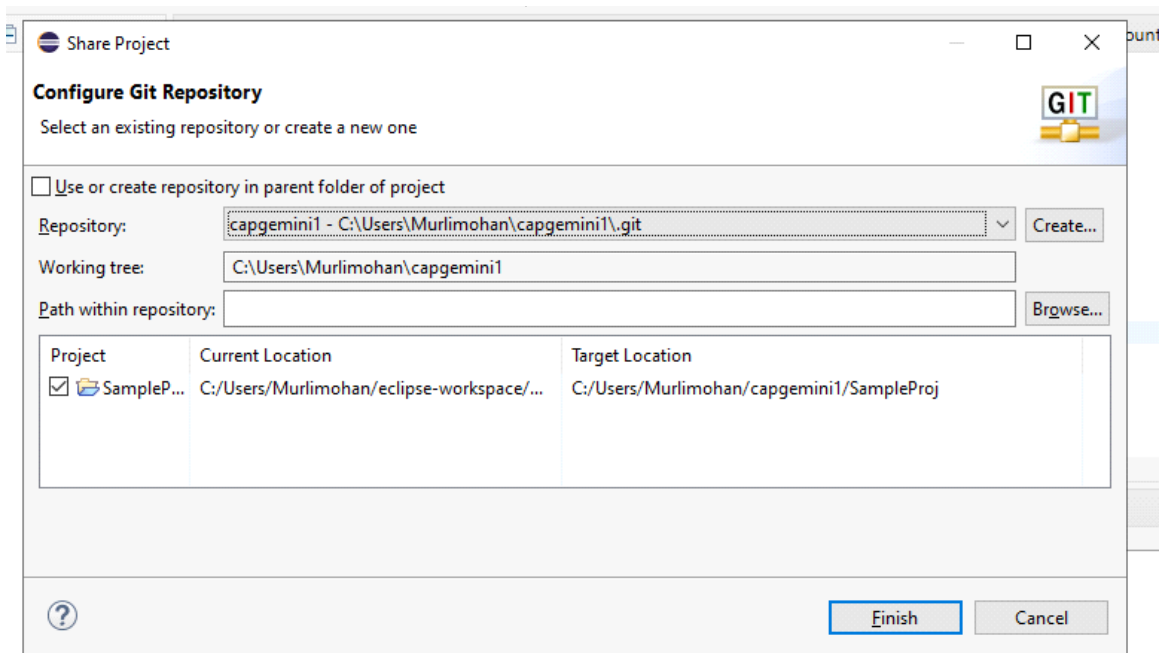 ount
Share Project
Configure Git Repository
Select an existing repository or create a new one
GIT
Use or create repository in parent folder of project
Repository: capgemini1 - C:\Users\Murlimohan\capgemini1\.git Create...
Working tree: C:\Users\Murlimohan\capgemini1
Path within repository: Browse...
Project Current Location Target Location
SampleP... C:/Users/Murlimohan/eclipse-workspace/... C:/Users/Murlimohan/capgemini1/SampleProj
? Finish Cancel